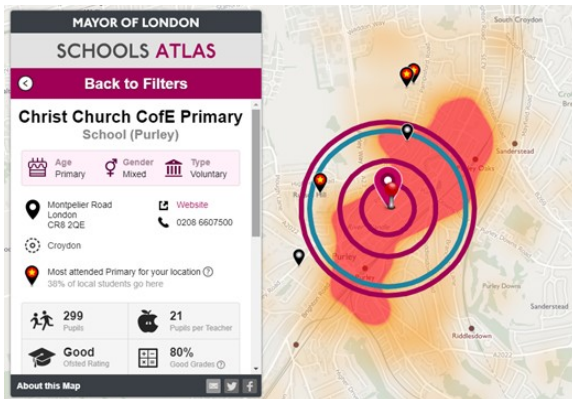 MAYOR OF LONDON
SCHOOLS ATLAS
Back to Filters
Christ Church CofE Primary
School (Purley)
Age
Primary
Gender
Mixed
Type
Voluntary
Montpelier Road
London
CR8 2QE
Website
0208 6607500
Croydon
Most attended Primary for your location
38% of local students go here
299
Pupils
21
Pupils per Teacher
Good
Ofsted Rating
80%
Good Grades
About this Map
South Croydon
Sanderstead
Purley
Purley
Purley Downs
Sanderstead
Riddlesdown
A2022